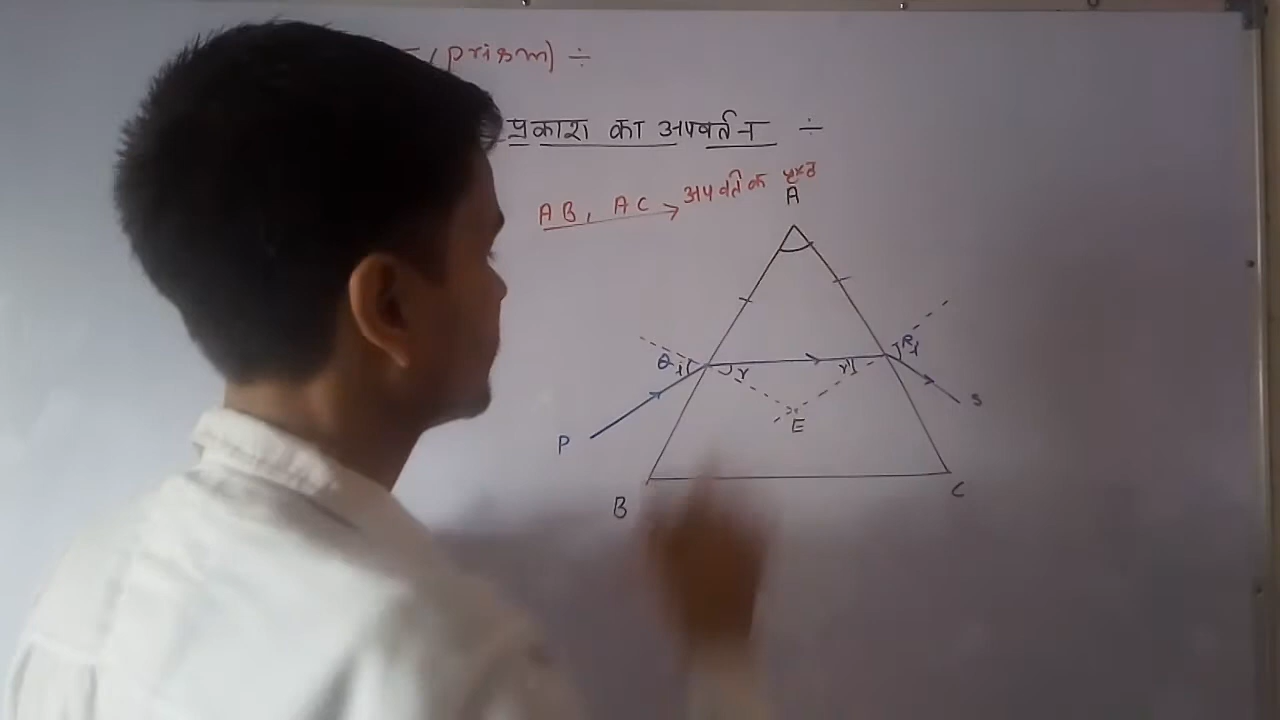 (prism) ÷
प्रकाश का अपवर्तन ÷
AB, AC → अपवर्तक पृष्ठ
A
Q i
R i
r
r'
E
P
S
B
C